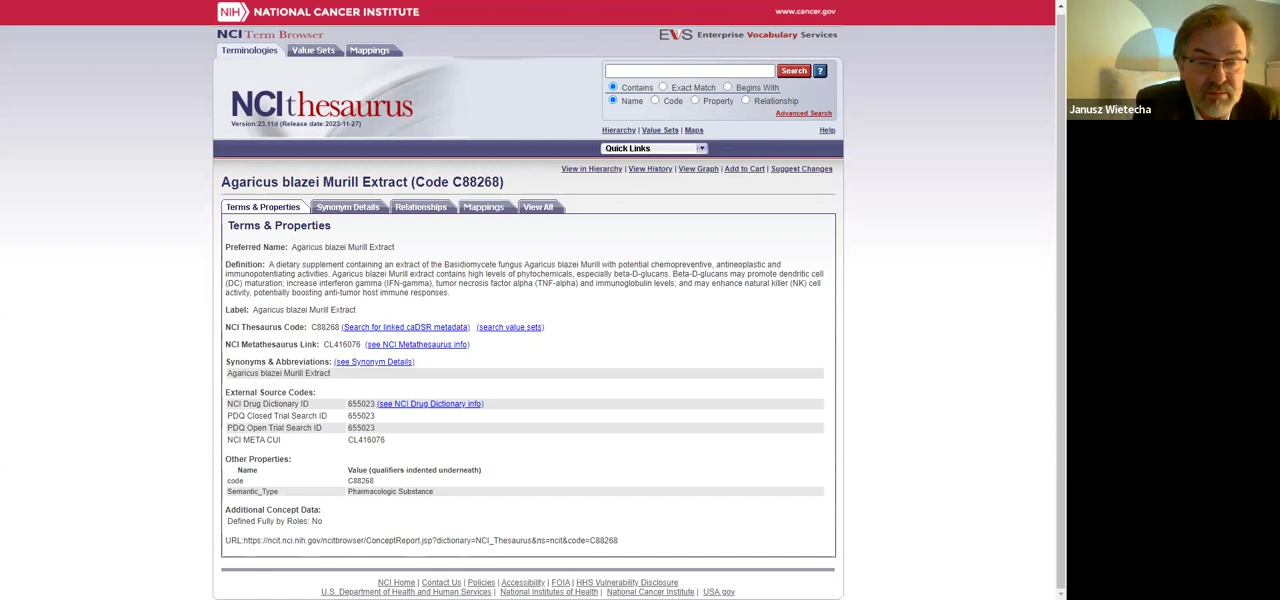 NIH NATIONAL CANCER INSTITUTE
www.cancer.gov
NCI Term Browser
EVS Enterprise Vocabulary Services
Terminologies Value Sets Mappings
Search ?
Contains Exact Match Begins With
Name Code Property Relationship
Advanced Search
NCIthesaurus
Version:23.11d (Release date:2023-11-27)
Hierarchy | Value Sets | Maps
Help
Quick Links
View in Hierarchy | View History | View Graph | Add to Cart | Suggest Changes
Agaricus blazei Murill Extract (Code C88268)
Terms & Properties Synonym Details Relationships Mappings View All
Terms & Properties
Preferred Name: Agaricus blazei Murill Extract
Definition: A dietary supplement containing an extract of the Basidiomycete fungus Agaricus blazei Murill with potential chemopreventive, antineoplastic and
immunopotentiating activities. Agaricus blazei Murill extract contains high levels of phytochemicals, especially beta-D-glucans. Beta-D-glucans may promote dendritic cell
(DC) maturation; increase interferon gamma (IFN-gamma), tumor necrosis factor alpha (TNF-alpha) and immunoglobulin levels; and may enhance natural killer (NK) cell
activity, potentially boosting anti-tumor host immune responses.
Label: Agaricus blazei Murill Extract
NCI Thesaurus Code: C88268 (Search for linked caDSR metadata) (search value sets)
NCI Metathesaurus Link: CL416076 (see NCI Metathesaurus info)
Synonyms & Abbreviations: (see Synonym Details)
Agaricus blazei Murill Extract
External Source Codes:
NCI Drug Dictionary ID 655023 (see NCI Drug Dictionary info)
PDQ Closed Trial Search ID 655023
PDQ Open Trial Search ID 655023
NCI META CUI CL416076
Other Properties:
Name Value (qualifiers indented underneath)
code C88268
Semantic_Type Pharmacologic Substance
Additional Concept Data:
Defined Fully by Roles: No
URL:https://ncit.nci.nih.gov/ncitbrowser/ConceptReport.jsp?dictionary=NCI_Thesaurus&ns=ncit&code=C88268
NCI Home | Contact Us | Policies | Accessibility | FOIA | HHS Vulnerability Disclosure
U.S. Department of Health and Human Services | National Institutes of Health | National Cancer Institute | USA.gov
Janusz Wietecha